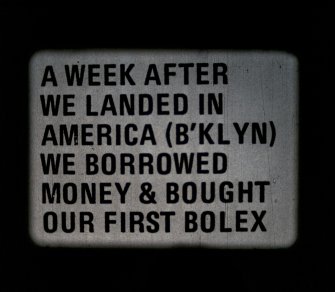 A WEEK AFTER
WE LANDED IN
AMERICA (B'KLYN)
WE BORROWED
MONEY & BOUGHT
OUR FIRST BOLEX